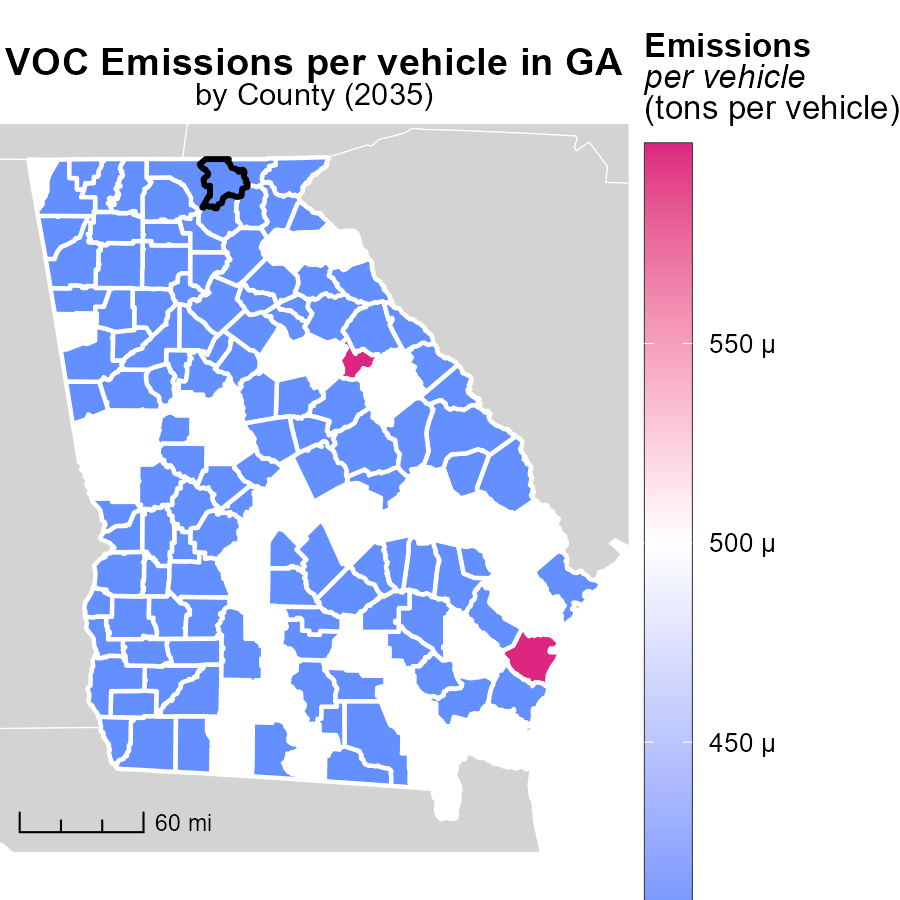 VOC Emissions per vehicle in GA
by County (2035)
Emissions
per vehicle
(tons per vehicle)
550 µ
500 µ
450 µ
60 mi